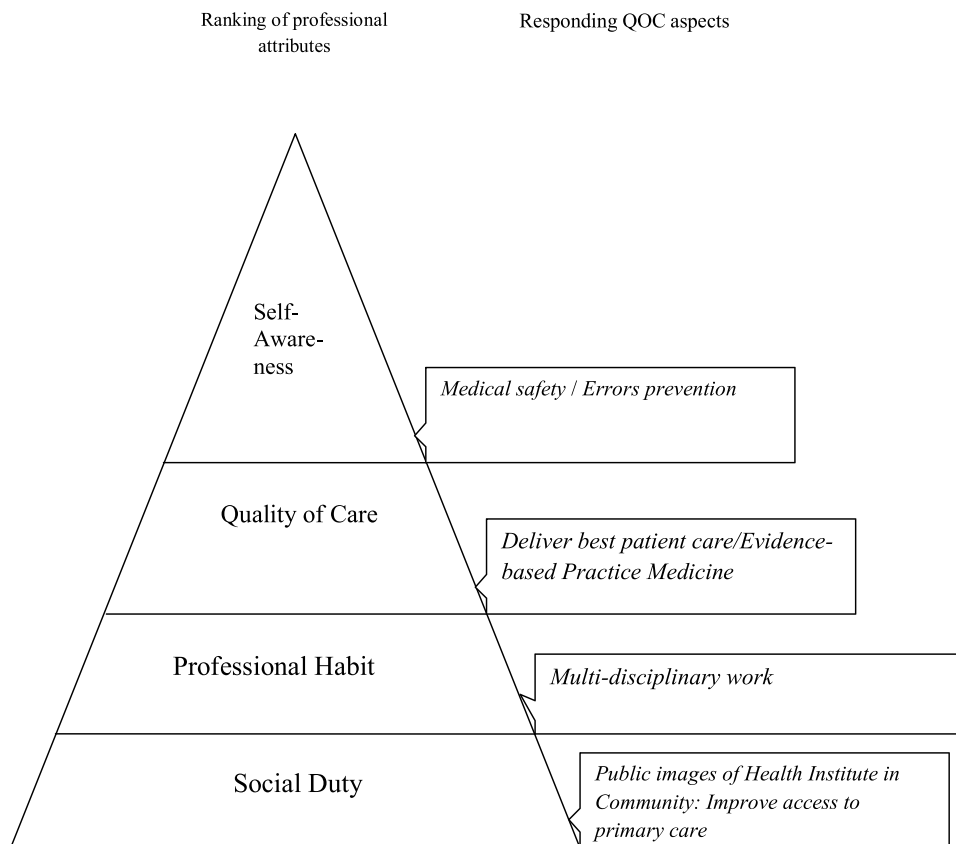 Ranking of professional
attributes
Responding QOC aspects
Self-
Aware-
ness
Medical safety / Errors prevention
Quality of Care
Deliver best patient care/Evidence-
based Practice Medicine
Professional Habit
Multi-disciplinary work
Social Duty
Public images of Health Institute in
Community: Improve access to
primary care